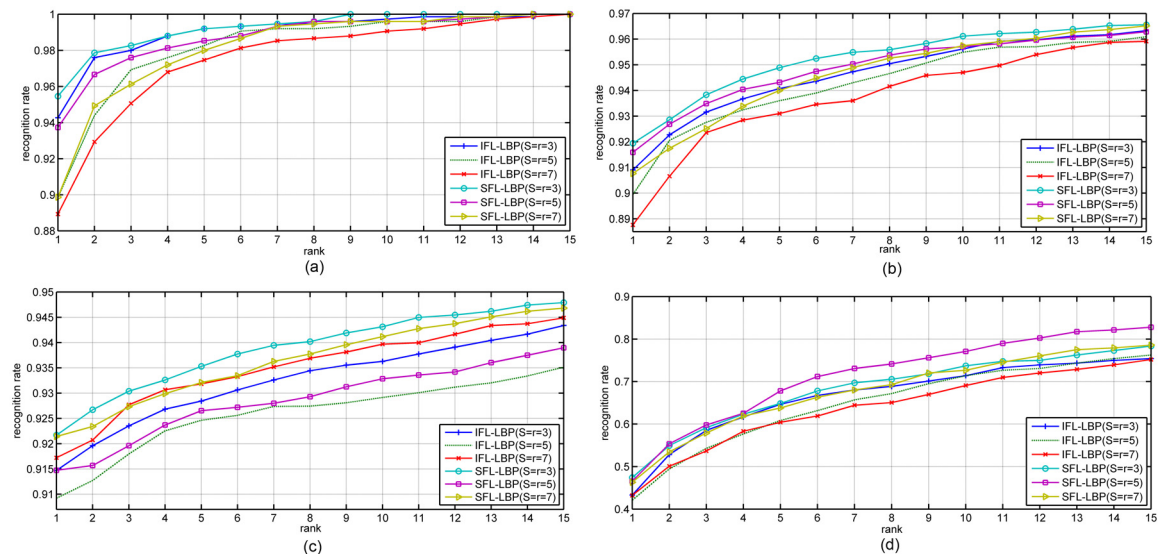 1
0.98
0.96
0.94
0.92
0.9
0.88
recognition rate
1 2 3 4 5 6 7 8 9 10 11 12 13 14 15
rank
IFL-LBP(S=r=3)
IFL-LBP(S=r=5)
IFL-LBP(S=r=7)
SFL-LBP(S=r=3)
SFL-LBP(S=r=5)
SFL-LBP(S=r=7)
(a)
0.97
0.96
0.95
0.94
0.93
0.92
0.91
0.9
0.89
recognition rate
1 2 3 4 5 6 7 8 9 10 11 12 13 14 15
rank
IFL-LBP(S=r=3)
IFL-LBP(S=r=5)
IFL-LBP(S=r=7)
SFL-LBP(S=r=3)
SFL-LBP(S=r=5)
SFL-LBP(S=r=7)
(b)
0.95
0.945
0.94
0.935
0.93
0.925
0.92
0.915
0.91
recognition rate
1 2 3 4 5 6 7 8 9 10 11 12 13 14 15
rank
IFL-LBP(S=r=3)
IFL-LBP(S=r=5)
IFL-LBP(S=r=7)
SFL-LBP(S=r=3)
SFL-LBP(S=r=5)
SFL-LBP(S=r=7)
(c)
0.9
0.8
0.7
0.6
0.5
0.4
recognition rate
1 2 3 4 5 6 7 8 9 10 11 12 13 14 15
rank
IFL-LBP(S=r=3)
IFL-LBP(S=r=5)
IFL-LBP(S=r=7)
SFL-LBP(S=r=3)
SFL-LBP(S=r=5)
SFL-LBP(S=r=7)
(d)